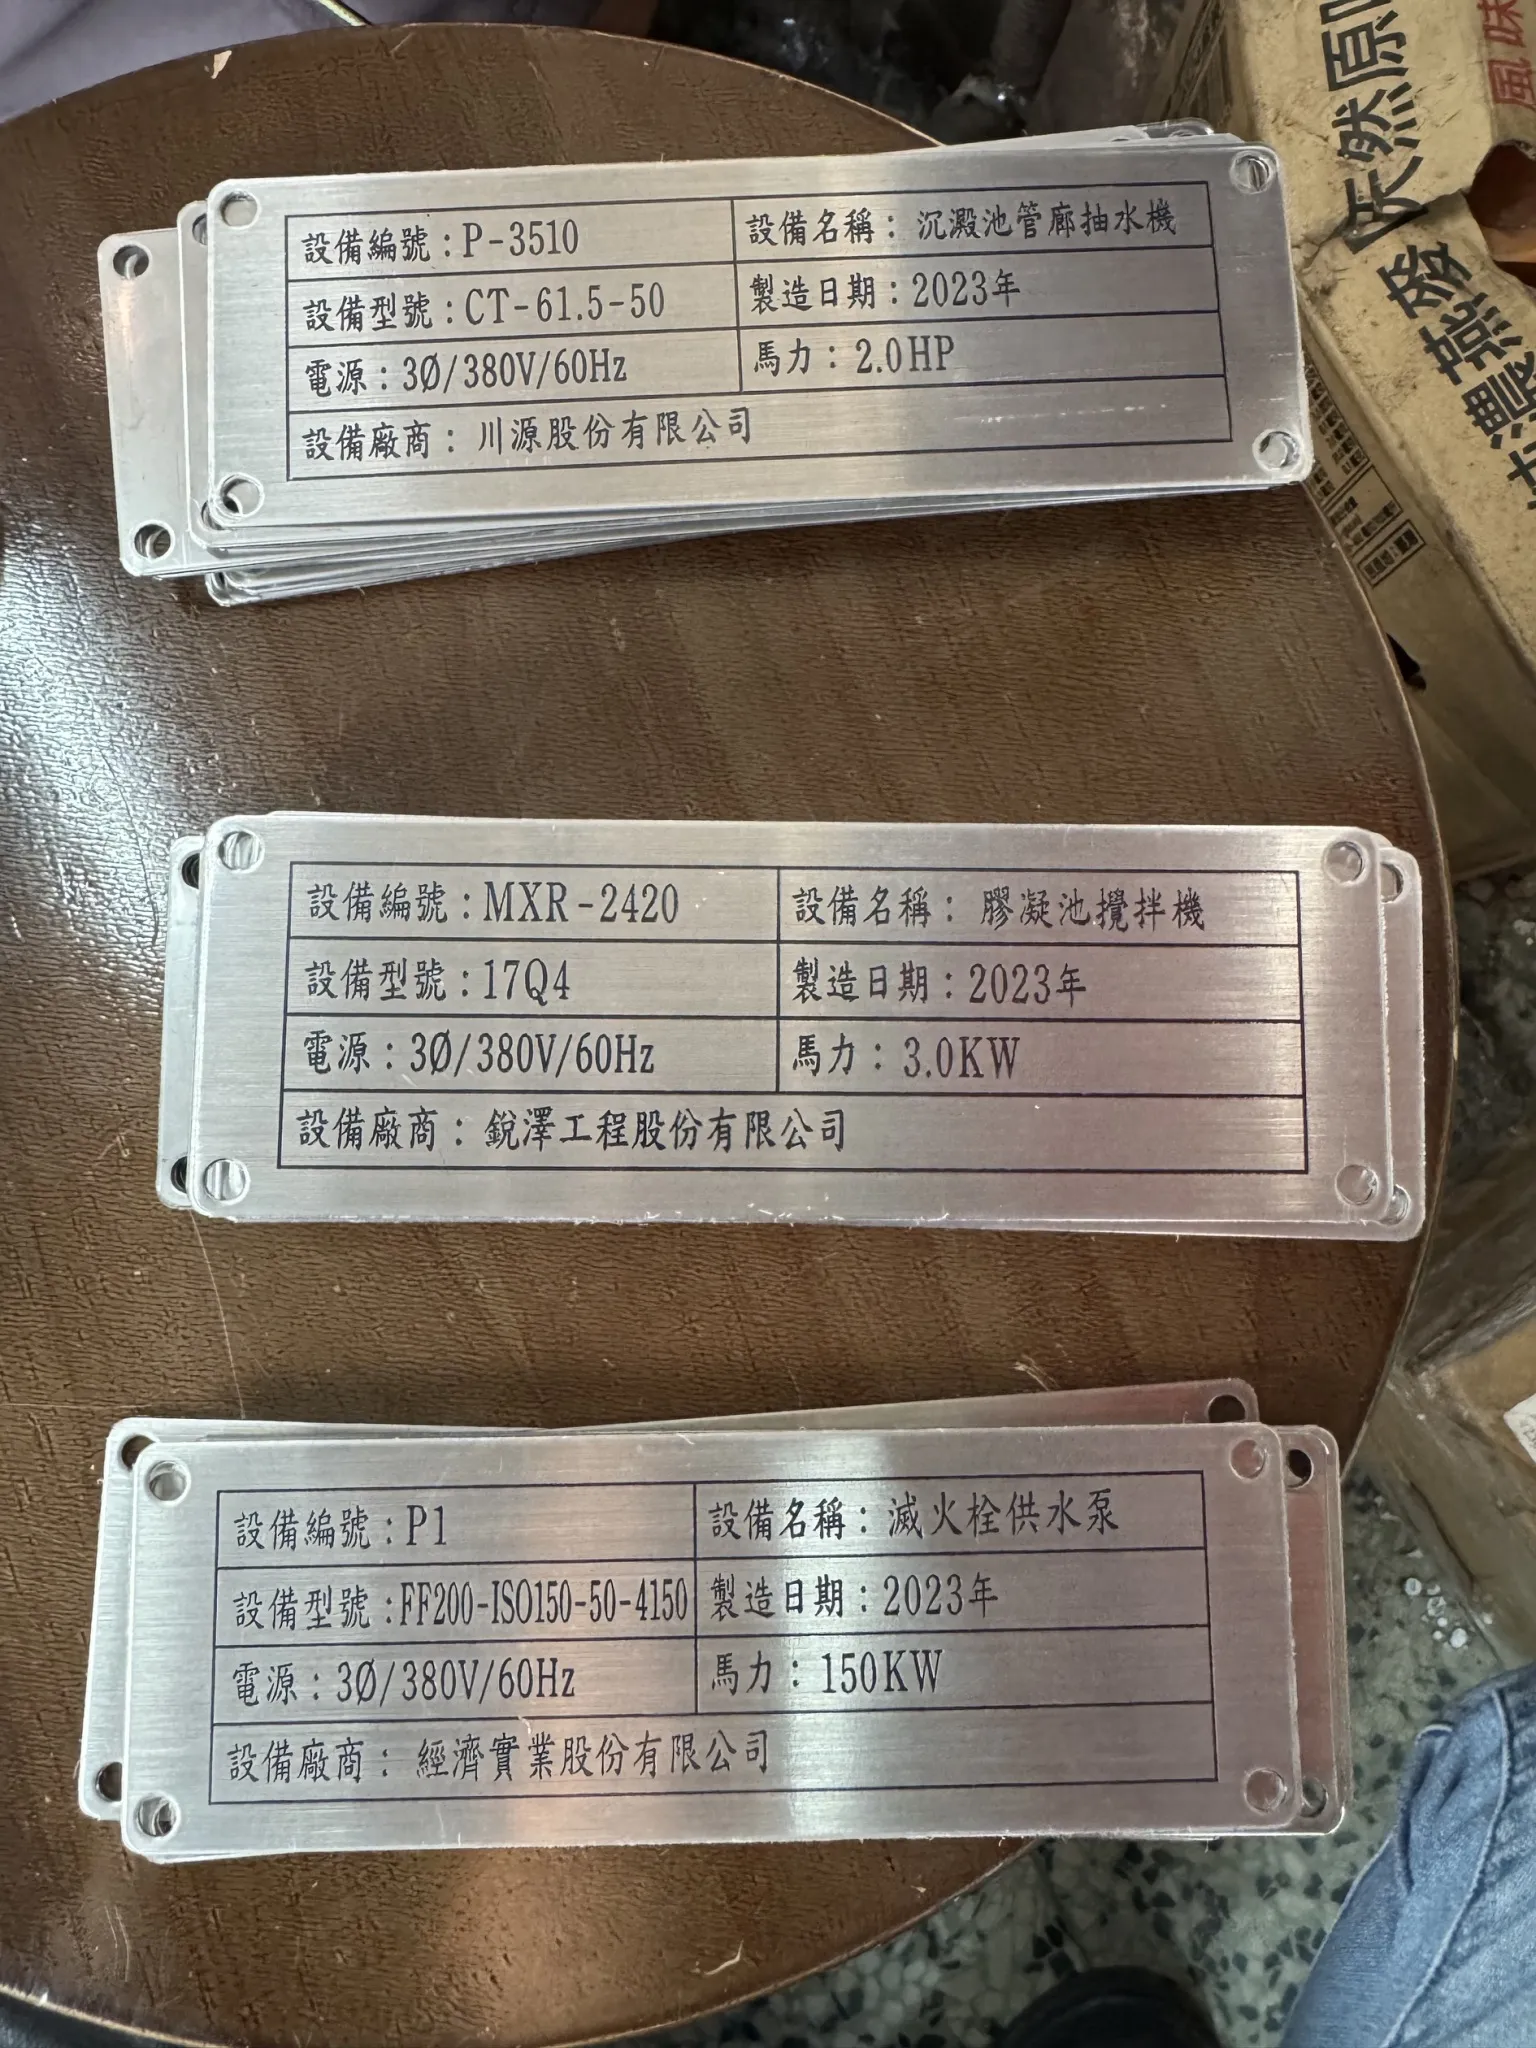 設備編號：P-3510 設備名稱：沉澱池管廊抽水機
設備型號：CT-61.5-50 製造日期：2023年
電源：3Ø/380V/60Hz 馬力：2.0HP
設備廠商：川源股份有限公司
設備編號：MXR-2420 設備名稱：膠凝池攪拌機
設備型號：17Q4 製造日期：2023年
電源：3Ø/380V/60Hz 馬力：3.0KW
設備廠商：銳澤工程股份有限公司
設備編號：P1 設備名稱：滅火栓供水泵
設備型號：FF200-ISO150-50-4150 製造日期：2023年
電源：3Ø/380V/60Hz 馬力：150KW
設備廠商：經濟實業股份有限公司
天然原
風味
燕麥